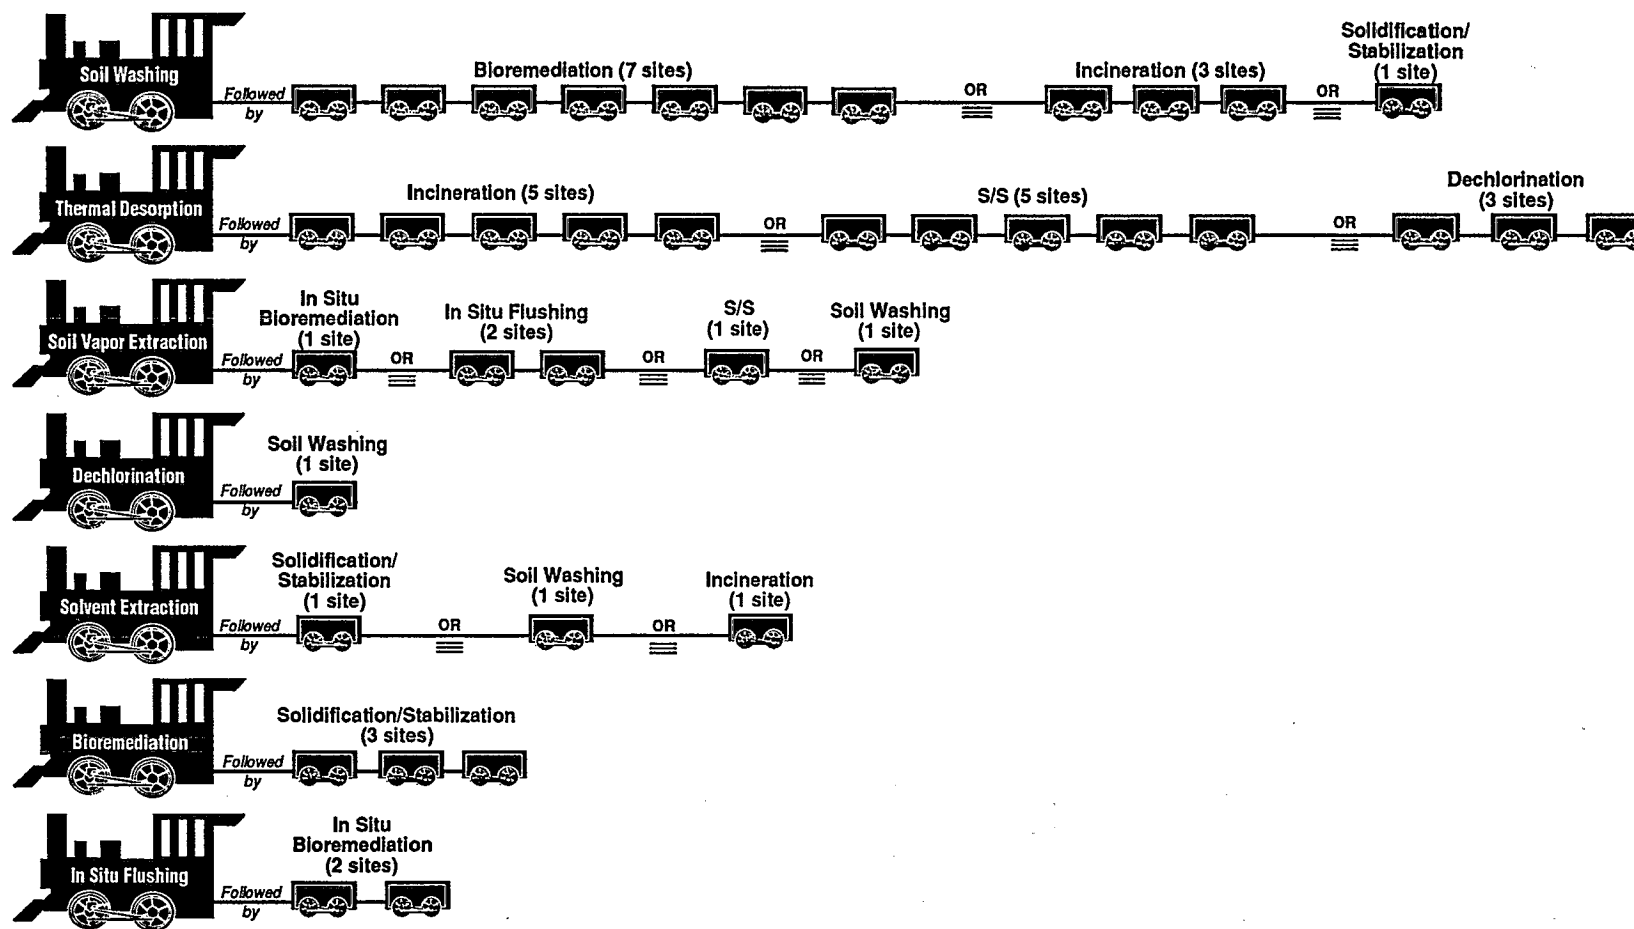 Soil Washing
Followed
by
Bioremediation (7 sites)
OR
Incineration (3 sites)
OR
Solidification/
Stabilization
(1 site)
Thermal Desorption
Followed
by
Incineration (5 sites)
OR
S/S (5 sites)
OR
Dechlorination
(3 sites)
Soil Vapor Extraction
Followed
by
In Situ
Bioremediation
(1 site)
OR
In Situ Flushing
(2 sites)
OR
S/S
(1 site)
OR
Soil Washing
(1 site)
Dechlorination
Followed
by
Soil Washing
(1 site)
Solvent Extraction
Followed
by
Solidification/
Stabilization
(1 site)
OR
Soil Washing
(1 site)
OR
Incineration
(1 site)
Bioremediation
Followed
by
Solidification/Stabilization
(3 sites)
In Situ Flushing
Followed
by
In Situ
Bioremediation
(2 sites)